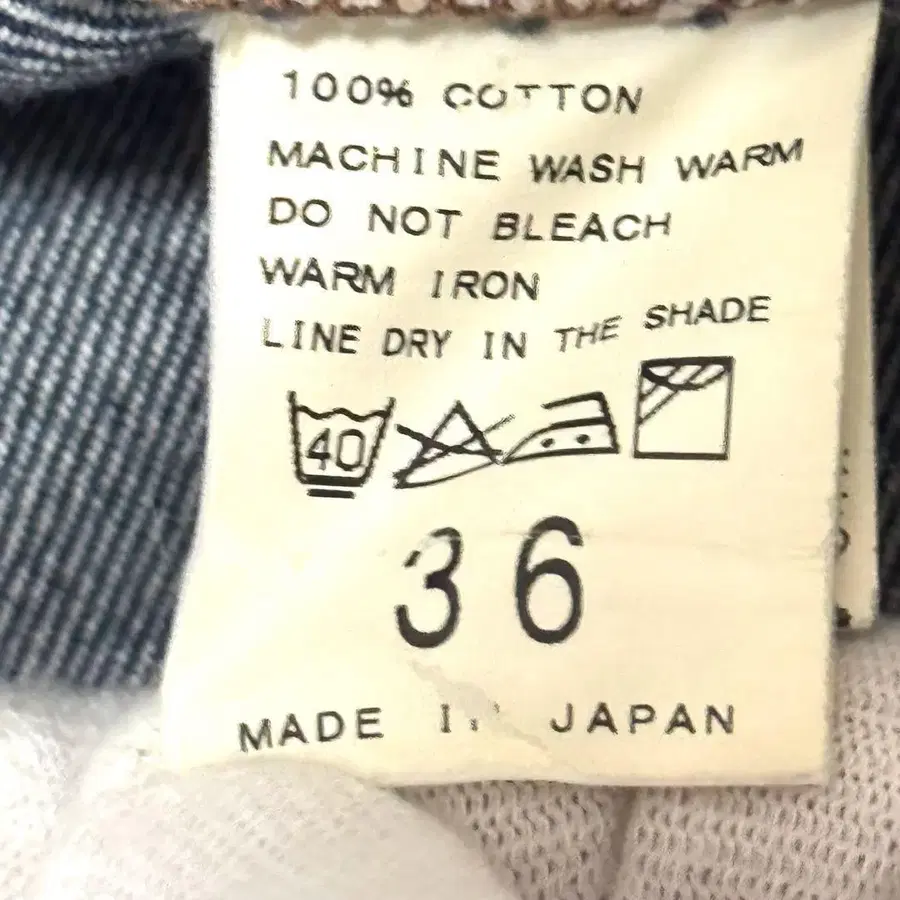 100% COTTON
MACHINE WASH WARM
DO NOT BLEACH
WARM IRON
LINE DRY IN THE SHADE
40
36
MADE IN JAPAN